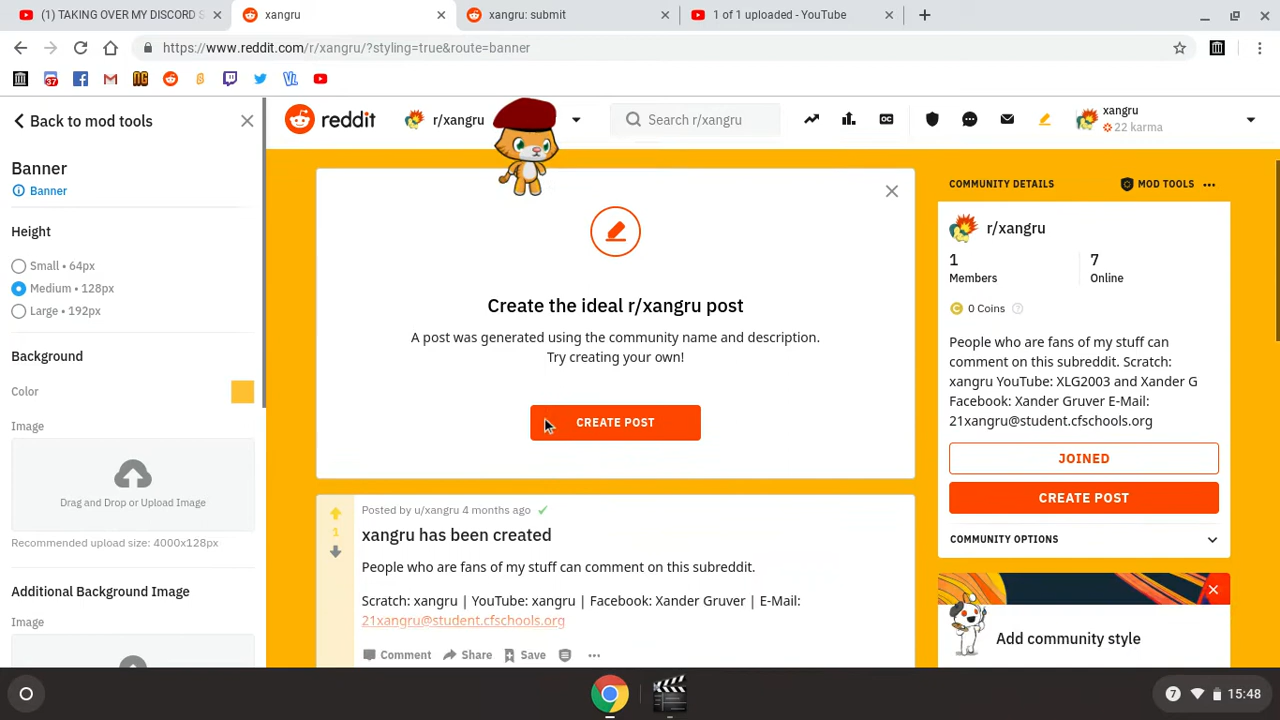 (1) TAKING OVER MY DISCORD S
xangru
xangru: submit
1 of 1 uploaded - YouTube
https://www.reddit.com/r/xangru/?styling=true&route=banner
37
Back to mod tools
reddit
r/xangru
Search r/xangru
xangru
22 karma
Banner
Banner
Height
Small • 64px
Medium • 128px
Large • 192px
Background
Color
Image
Drag and Drop or Upload Image
Recommended upload size: 4000x128px
Additional Background Image
Image
Create the ideal r/xangru post
A post was generated using the community name and description.
Try creating your own!
CREATE POST
1
Posted by u/xangru 4 months ago
xangru has been created
People who are fans of my stuff can comment on this subreddit.
Scratch: xangru | YouTube: xangru | Facebook: Xander Gruver | E-Mail:
21xangru@student.cfschools.org
Comment
Share
Save
COMMUNITY DETAILS
MOD TOOLS
r/xangru
1
Members
7
Online
0 Coins
People who are fans of my stuff can
comment on this subreddit. Scratch:
xangru YouTube: XLG2003 and Xander G
Facebook: Xander Gruver E-Mail:
21xangru@student.cfschools.org
JOINED
CREATE POST
COMMUNITY OPTIONS
Add community style
7
15:48